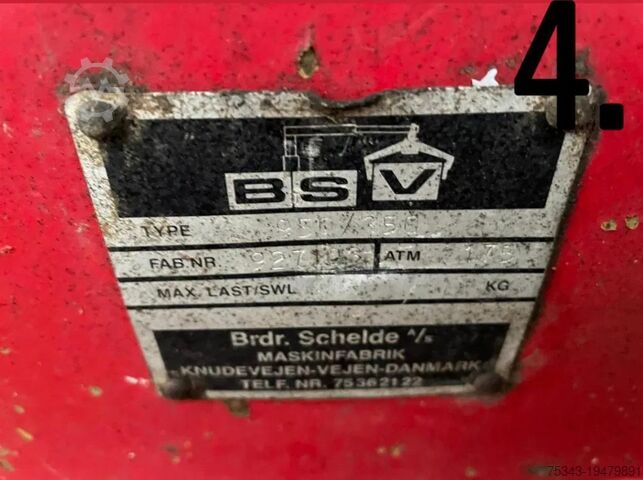 4.
BSV
TYPE
FAB.NR. ATM 175
MAX. LAST/SWL KG
Brdr. Schelde A/S
MASKINFABRIK
KNUDEVEJEN-VEJEN-DANMARK
TELF. NR. 75362122
75343-19479891